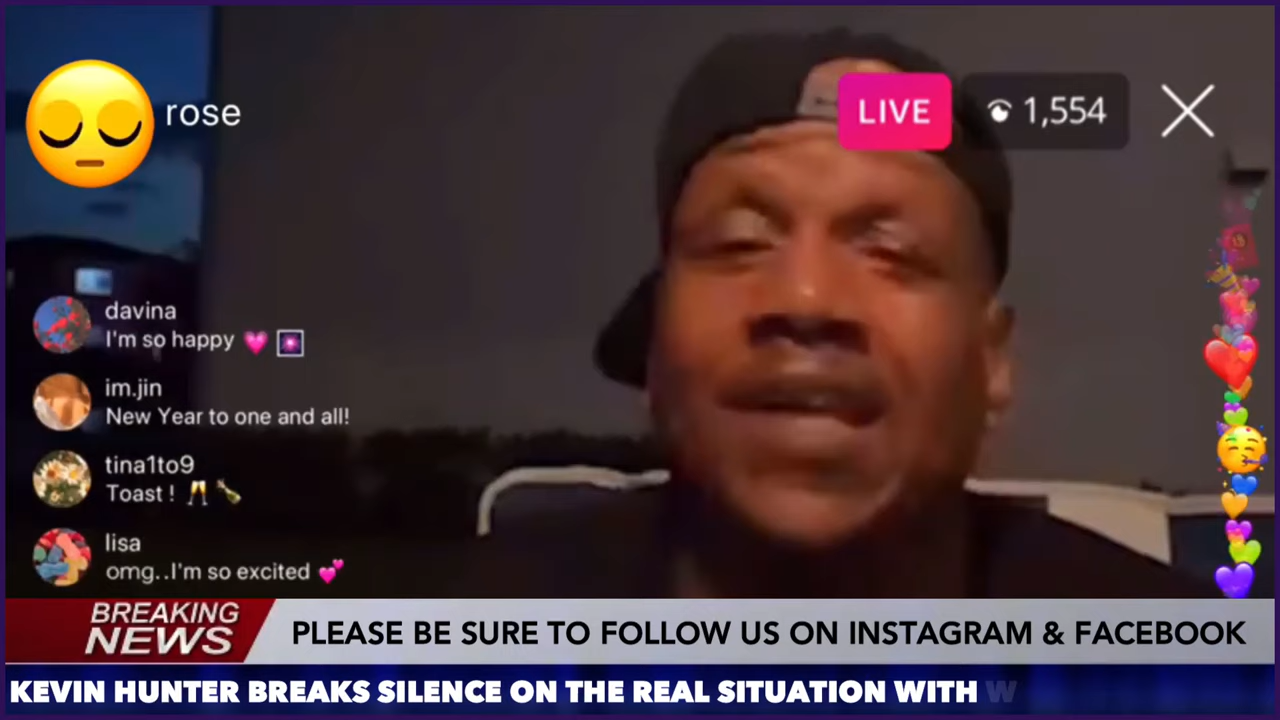 rose
LIVE
1,554
davina
I'm so happy 💗 🎆
im.jin
New Year to one and all!
tina1to9
Toast ! 🥂 🍾
lisa
omg..I'm so excited 💕
BREAKING
NEWS
PLEASE BE SURE TO FOLLOW US ON INSTAGRAM & FACEBOOK
KEVIN HUNTER BREAKS SILENCE ON THE REAL SITUATION WITH W